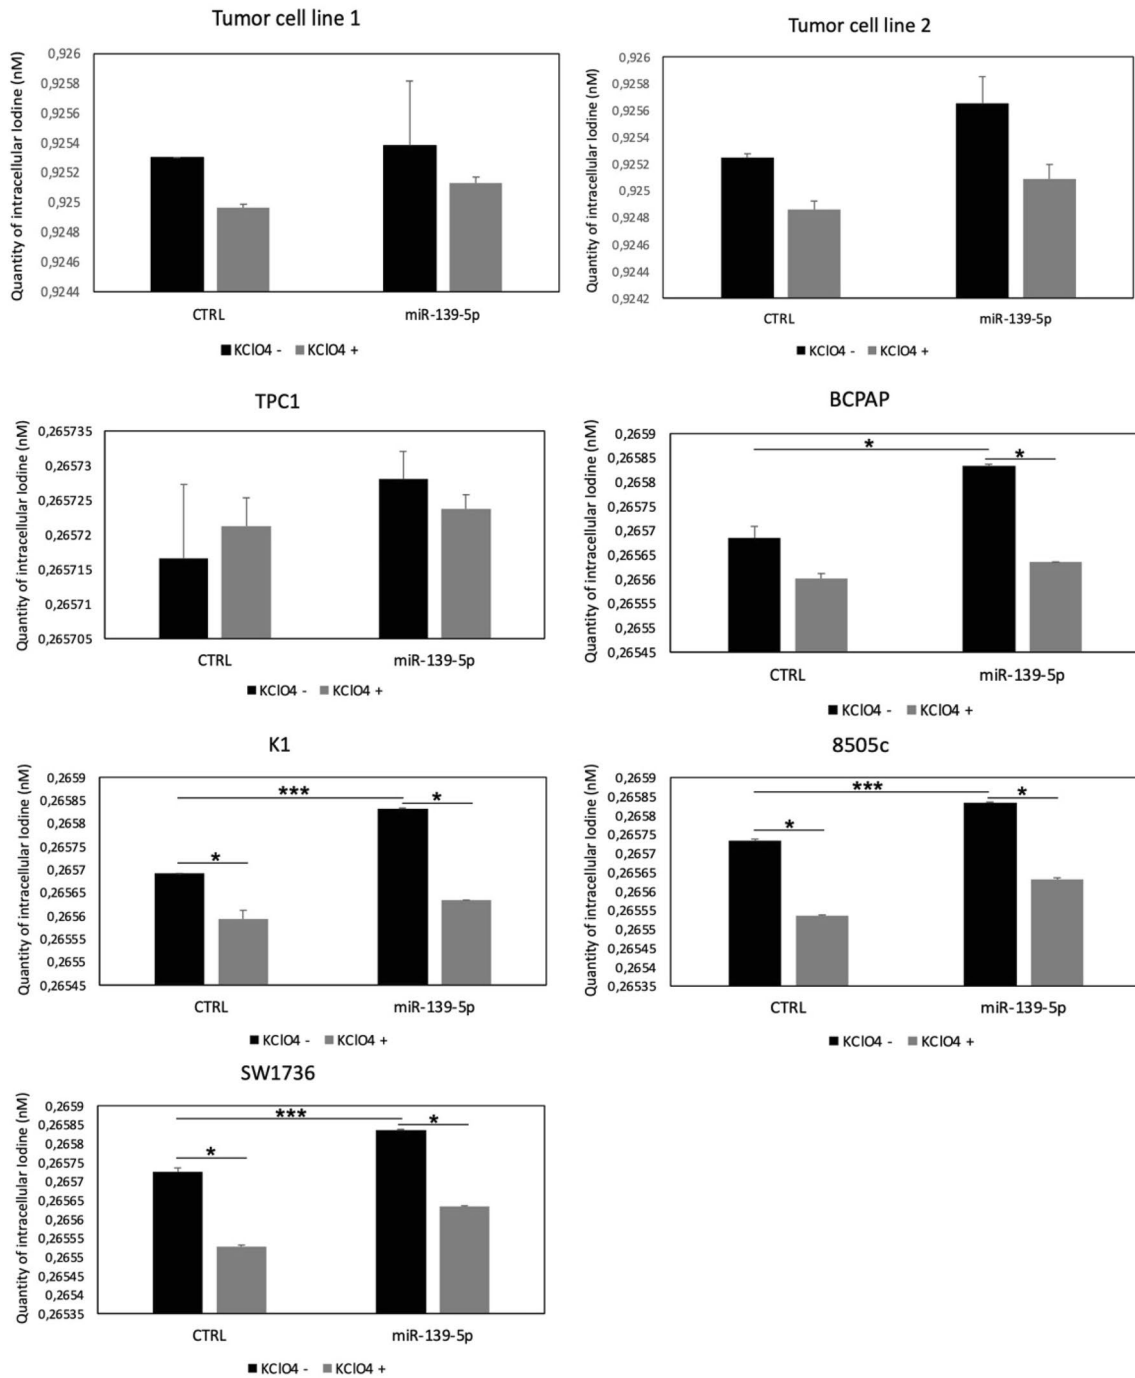 Tumor cell line 1
Quantity of intracellular Iodine (nM)
0,926
0,9258
0,9256
0,9254
0,9252
0,925
0,9248
0,9246
0,9244
CTRL miR-139-5p
KClO4 - KClO4 +
Tumor cell line 2
Quantity of intracellular Iodine (nM)
0,926
0,9258
0,9256
0,9254
0,9252
0,925
0,9248
0,9246
0,9244
0,9242
CTRL miR-139-5p
KClO4 - KClO4 +
TPC1
Quantity of intracellular Iodine (nM)
0,265735
0,26573
0,265725
0,26572
0,265715
0,26571
0,265705
CTRL miR-139-5p
KClO4 - KClO4 +
BCPAP
Quantity of intracellular Iodine (nM)
0,2659
0,26585
0,2658
0,26575
0,2657
0,26565
0,2656
0,26555
0,2655
0,26545
*
*
CTRL miR-139-5p
KClO4 - KClO4 +
K1
Quantity of intracellular Iodine (nM)
0,2659
0,26585
0,2658
0,26575
0,2657
0,26565
0,2656
0,26555
0,2655
0,26545
***
*
*
CTRL miR-139-5p
KClO4 - KClO4 +
8505c
Quantity of intracellular Iodine (nM)
0,2659
0,26585
0,2658
0,26575
0,2657
0,26565
0,2656
0,26555
0,2655
0,26545
0,2654
0,26535
***
*
*
CTRL miR-139-5p
KClO4 - KClO4 +
SW1736
Quantity of intracellular Iodine (nM)
0,2659
0,26585
0,2658
0,26575
0,2657
0,26565
0,2656
0,26555
0,2655
0,26545
0,2654
0,26535
***
*
*
CTRL miR-139-5p
KClO4 - KClO4 +